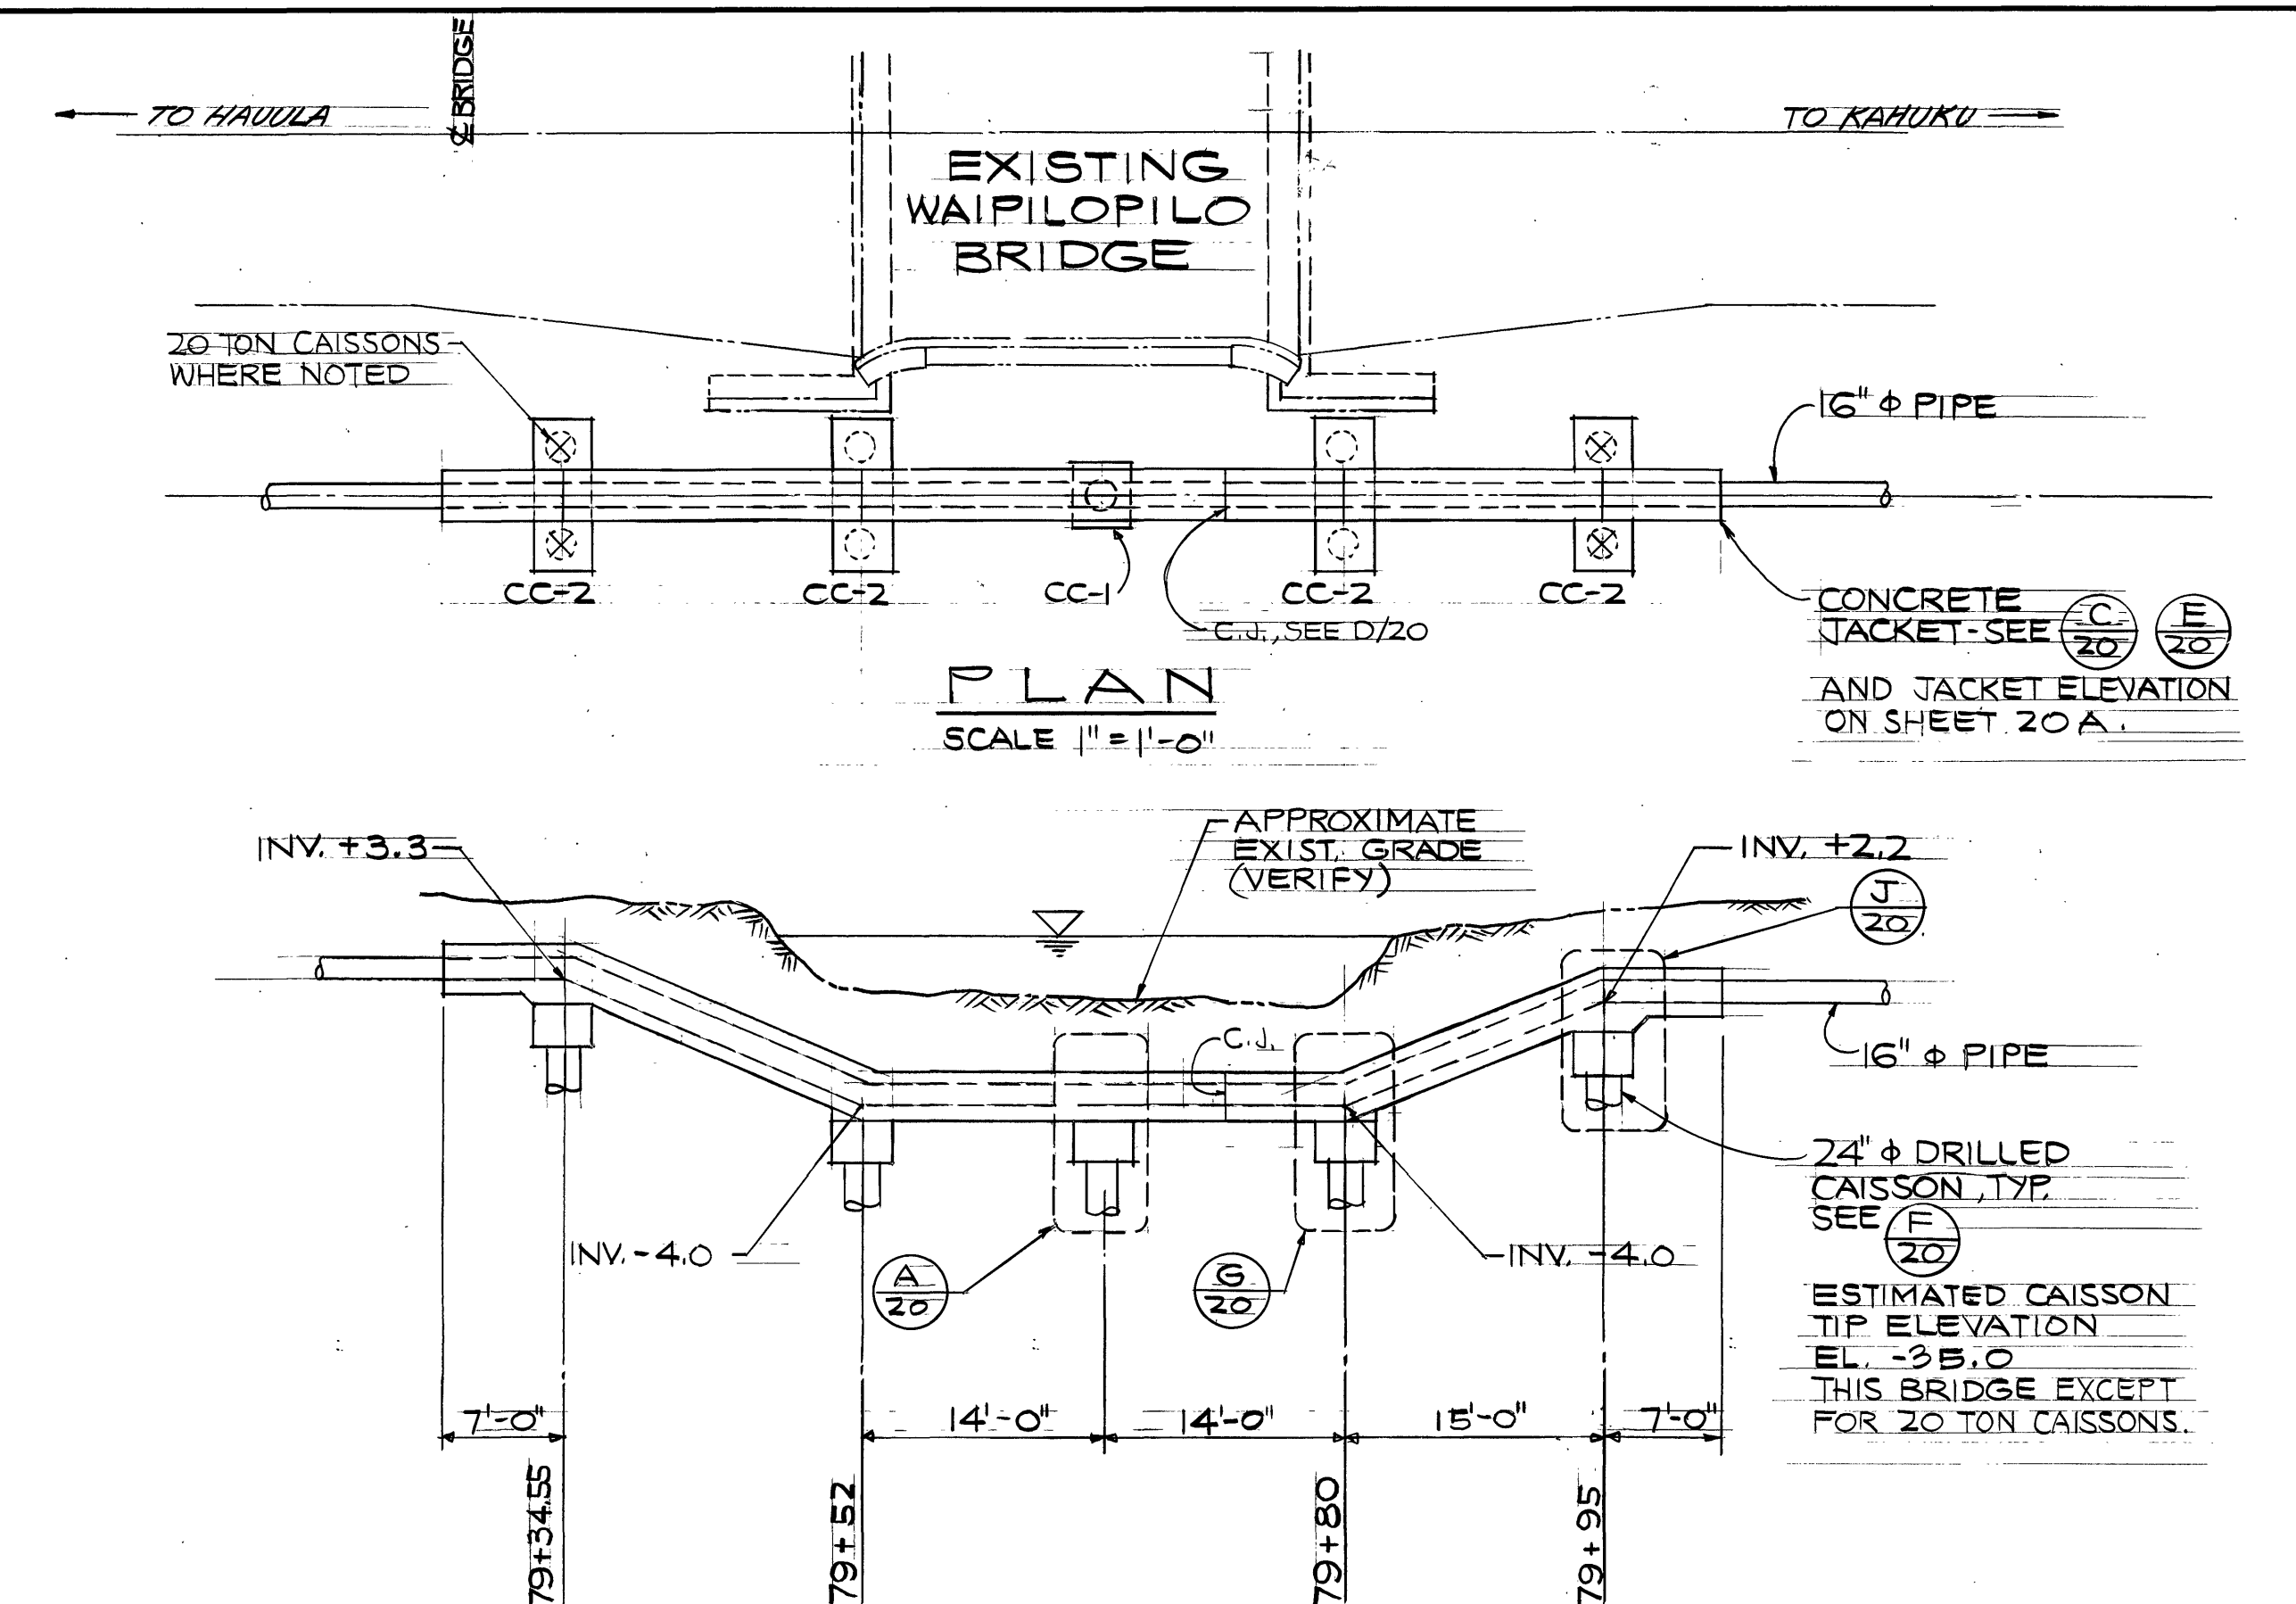 ℄ BRIDGE
TO HAUULA
TO KAHUKU
EXISTING
WAIPILOPILO
BRIDGE
20 TON CAISSONS
WHERE NOTED
16" φ PIPE
CC-2
CC-2
CC-1
CC-2
CC-2
C.J., SEE D/20
CONCRETE
JACKET-SEE C/20 E/20
AND JACKET ELEVATION
ON SHEET 20A.
PLAN
SCALE 1" = 1'-0"
APPROXIMATE
EXIST. GRADE
(VERIFY)
INV. +3.3
INV. +2.2
J
20
C.J.
16" φ PIPE
24" φ DRILLED
CAISSON, TYP.
SEE F/20
ESTIMATED CAISSON
TIP ELEVATION
EL. -35.0
THIS BRIDGE EXCEPT
FOR 20 TON CAISSONS.
INV. -4.0
A
20
G
20
INV. -4.0
7'-0"
14'-0"
14'-0"
15'-0"
7'-0"
79+34.55
79+52
79+80
79+95